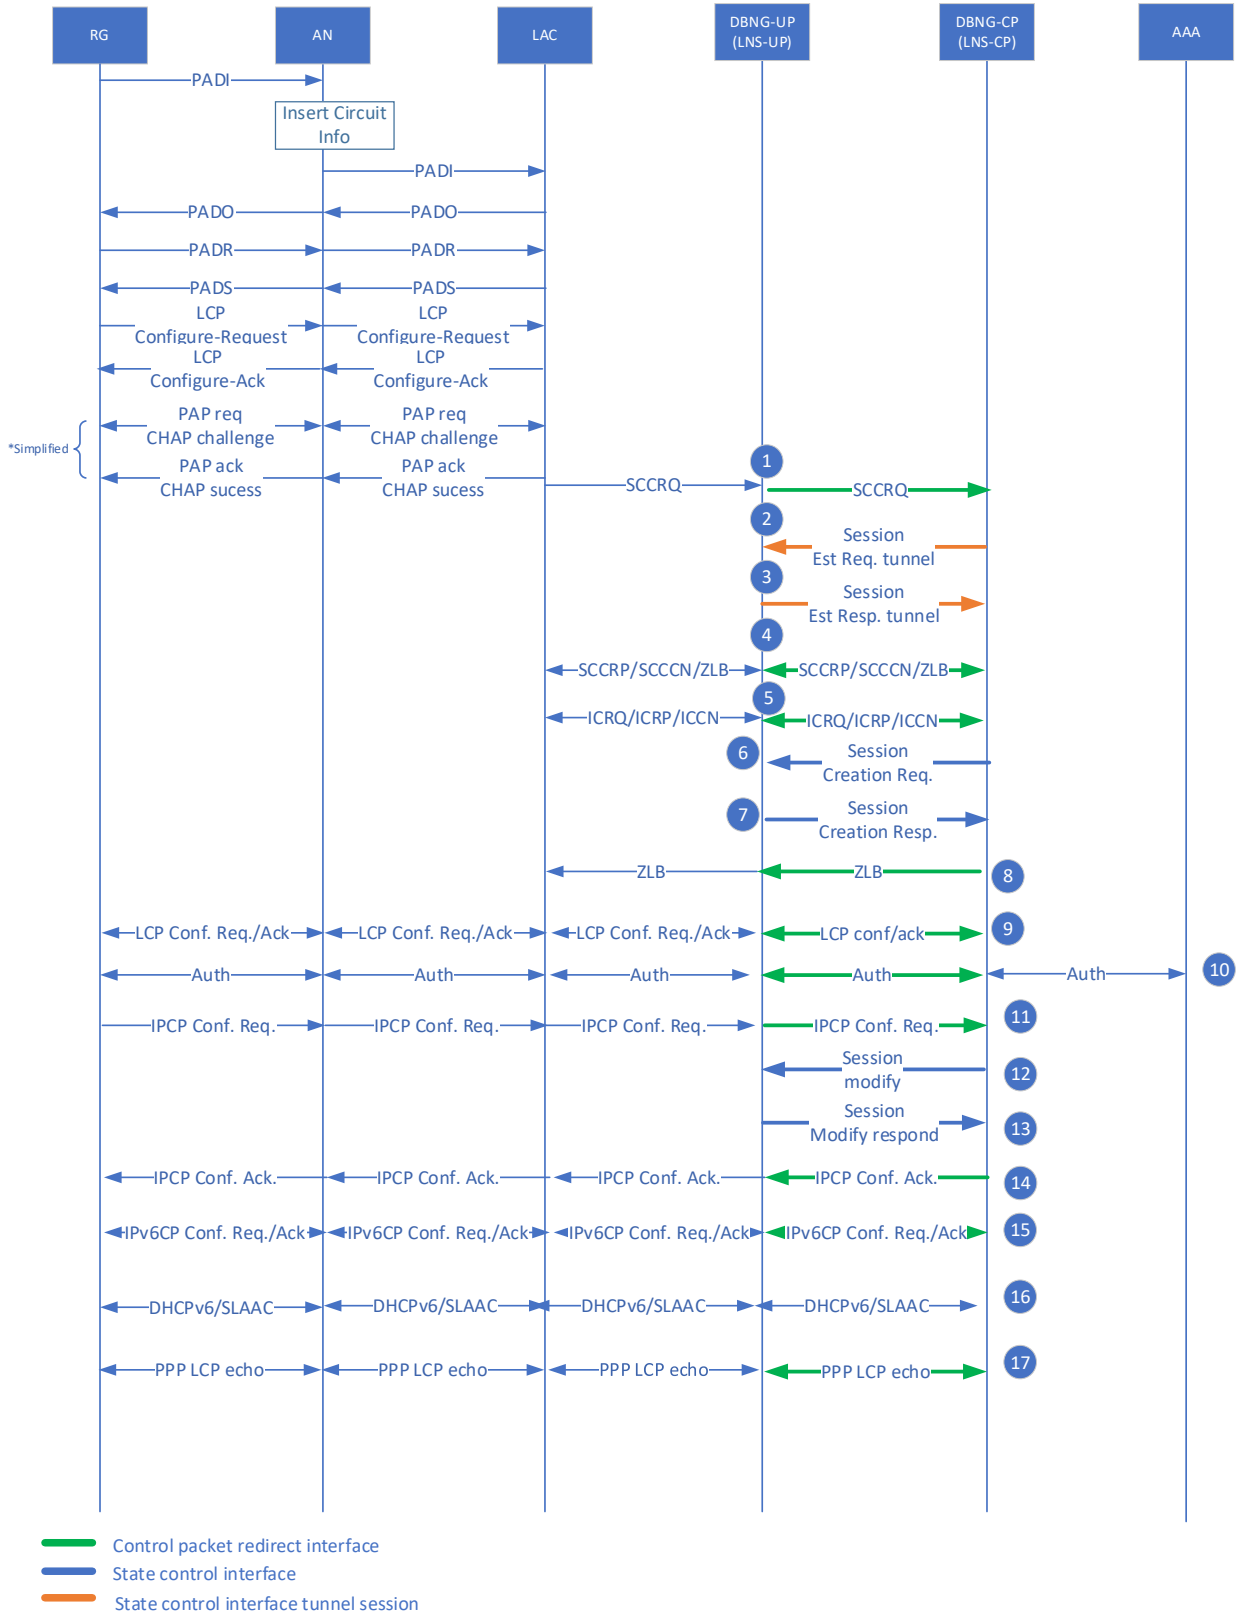 RG
AN
LAC
DBNG-UP
(LNS-UP)
DBNG-CP
(LNS-CP)
AAA
PADI
Insert Circuit
Info
PADI
PADO PADO
PADR PADR
PADS PADS
LCP
Configure-Request
LCP
Configure-Request
LCP
Configure-Ack
LCP
Configure-Ack
*Simplified
PAP req
CHAP challenge
PAP req
CHAP challenge
PAP ack
CHAP sucess
PAP ack
CHAP sucess
1
SCCRQ SCCRQ
2
Session
Est Req. tunnel
3
Session
Est Resp. tunnel
4
SCCRP/SCCCN/ZLB SCCRP/SCCCN/ZLB
5
ICRQ/ICRP/ICCN ICRQ/ICRP/ICCN
6
Session
Creation Req.
7
Session
Creation Resp.
ZLB ZLB 8
LCP Conf. Req./Ack LCP Conf. Req./Ack LCP Conf. Req./Ack LCP conf/ack 9
Auth Auth Auth Auth Auth 10
IPCP Conf. Req. IPCP Conf. Req. IPCP Conf. Req. IPCP Conf. Req. 11
Session
modify
12
Session
Modify respond
13
IPCP Conf. Ack. IPCP Conf. Ack. IPCP Conf. Ack. IPCP Conf. Ack. 14
IPv6CP Conf. Req./Ack IPv6CP Conf. Req./Ack IPv6CP Conf. Req./Ack IPv6CP Conf. Req./Ack 15
DHCPv6/SLAAC DHCPv6/SLAAC DHCPv6/SLAAC DHCPv6/SLAAC 16
PPP LCP echo PPP LCP echo PPP LCP echo PPP LCP echo 17
Control packet redirect interface
State control interface
State control interface tunnel session